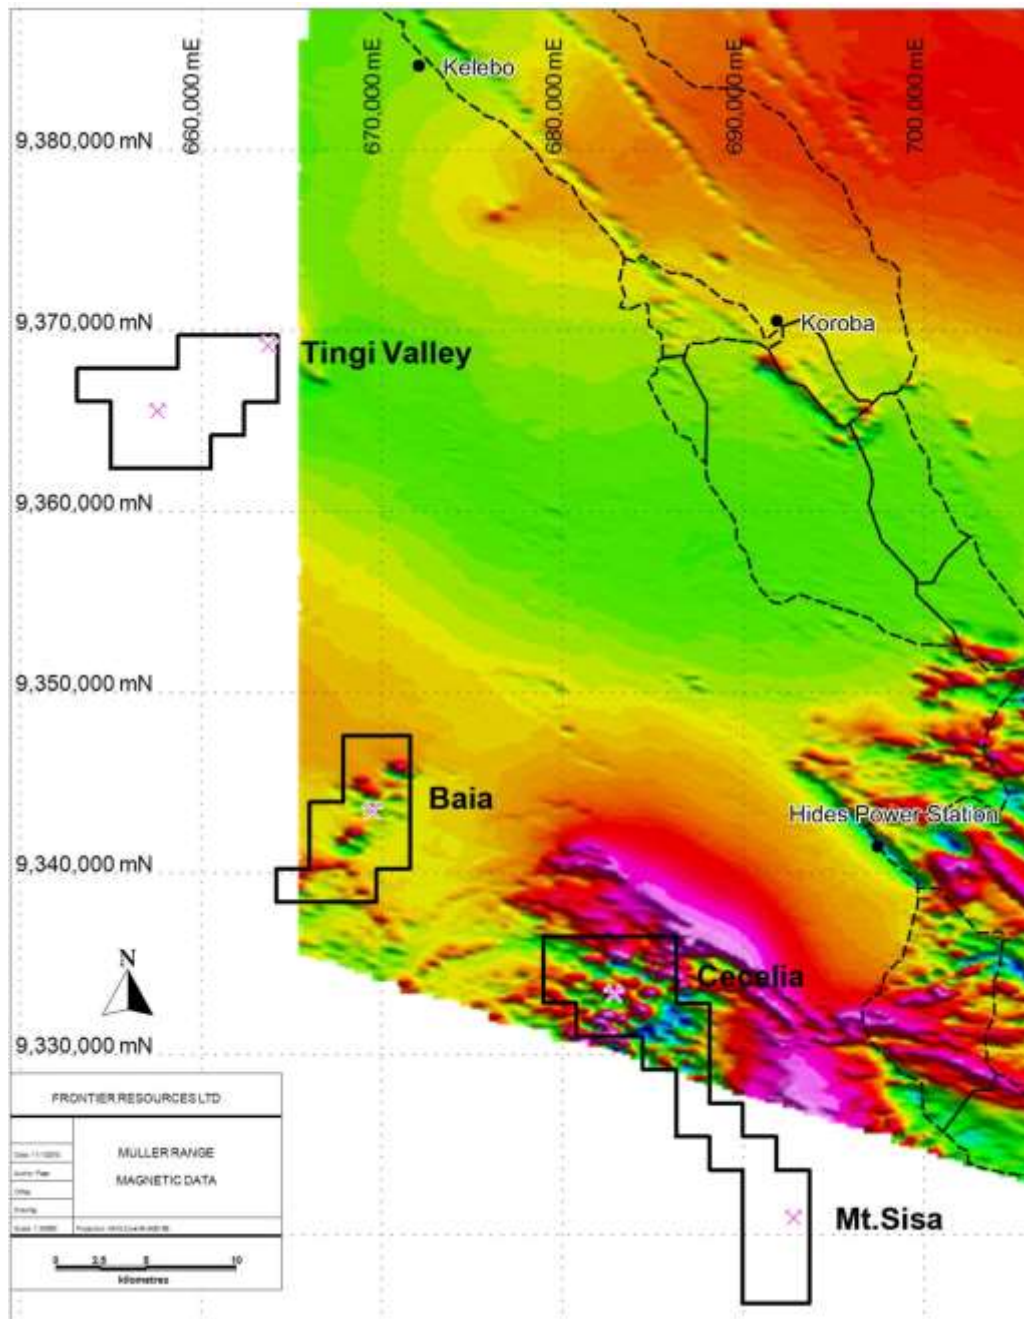 660,000 mE
670,000 mE
680,000 mE
690,000 mE
700,000 mE
Kelebo
9,380,000 mN
9,370,000 mN
Koroba
Tingi Valley
9,360,000 mN
9,350,000 mN
Baia
Hides Power Station
9,340,000 mN
N
Cecelia
9,330,000 mN
FRONTIER RESOURCES LTD
MULLER RANGE
MAGNETIC DATA
Mt.Sisa
0 2.5 5 10
kilometres